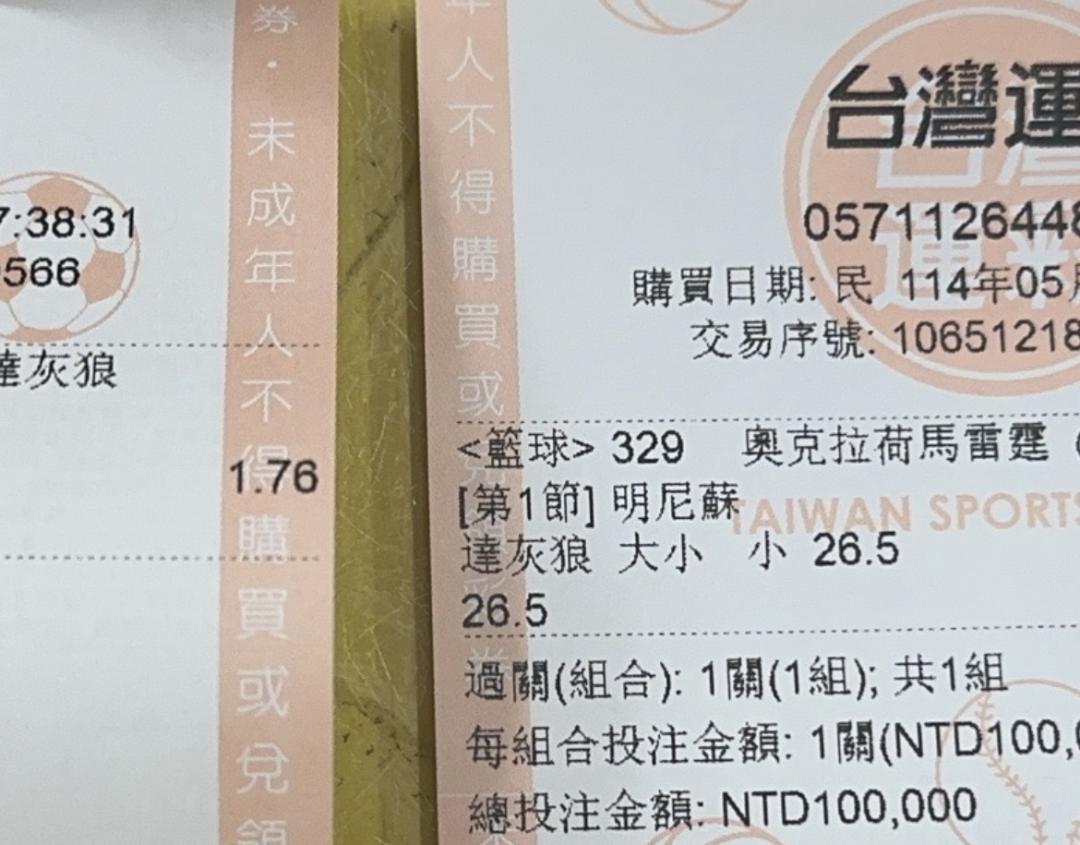 7:38:31
566
達灰狼
1.76
券．未成年人不得購買或兌領
年人不得購買或
台灣運
TAIWAN SPORTS
0571126448
購買日期: 民 114年05月
交易序號: 10651218
<籃球> 329 奧克拉荷馬雷霆 (
[第1節] 明尼蘇
達灰狼 大小 小 26.5
26.5
過關(組合): 1關(1組); 共1組
每組合投注金額: 1關(NTD100,0
總投注金額: NTD100,000